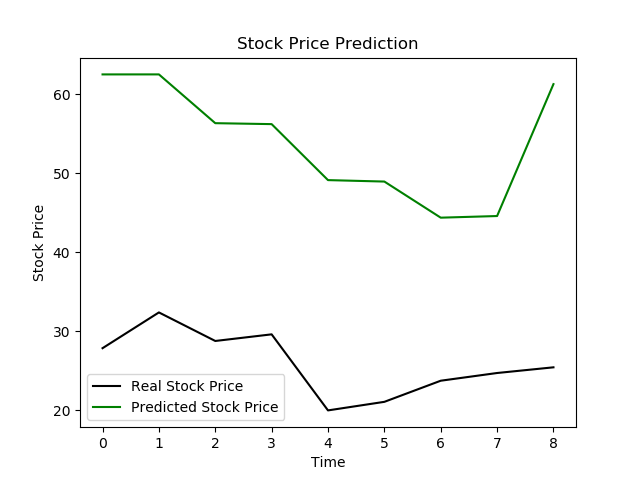 Stock Price Prediction
60
50
40
30
20
Stock Price
Real Stock Price
Predicted Stock Price
0 1 2 3 4 5 6 7 8
Time